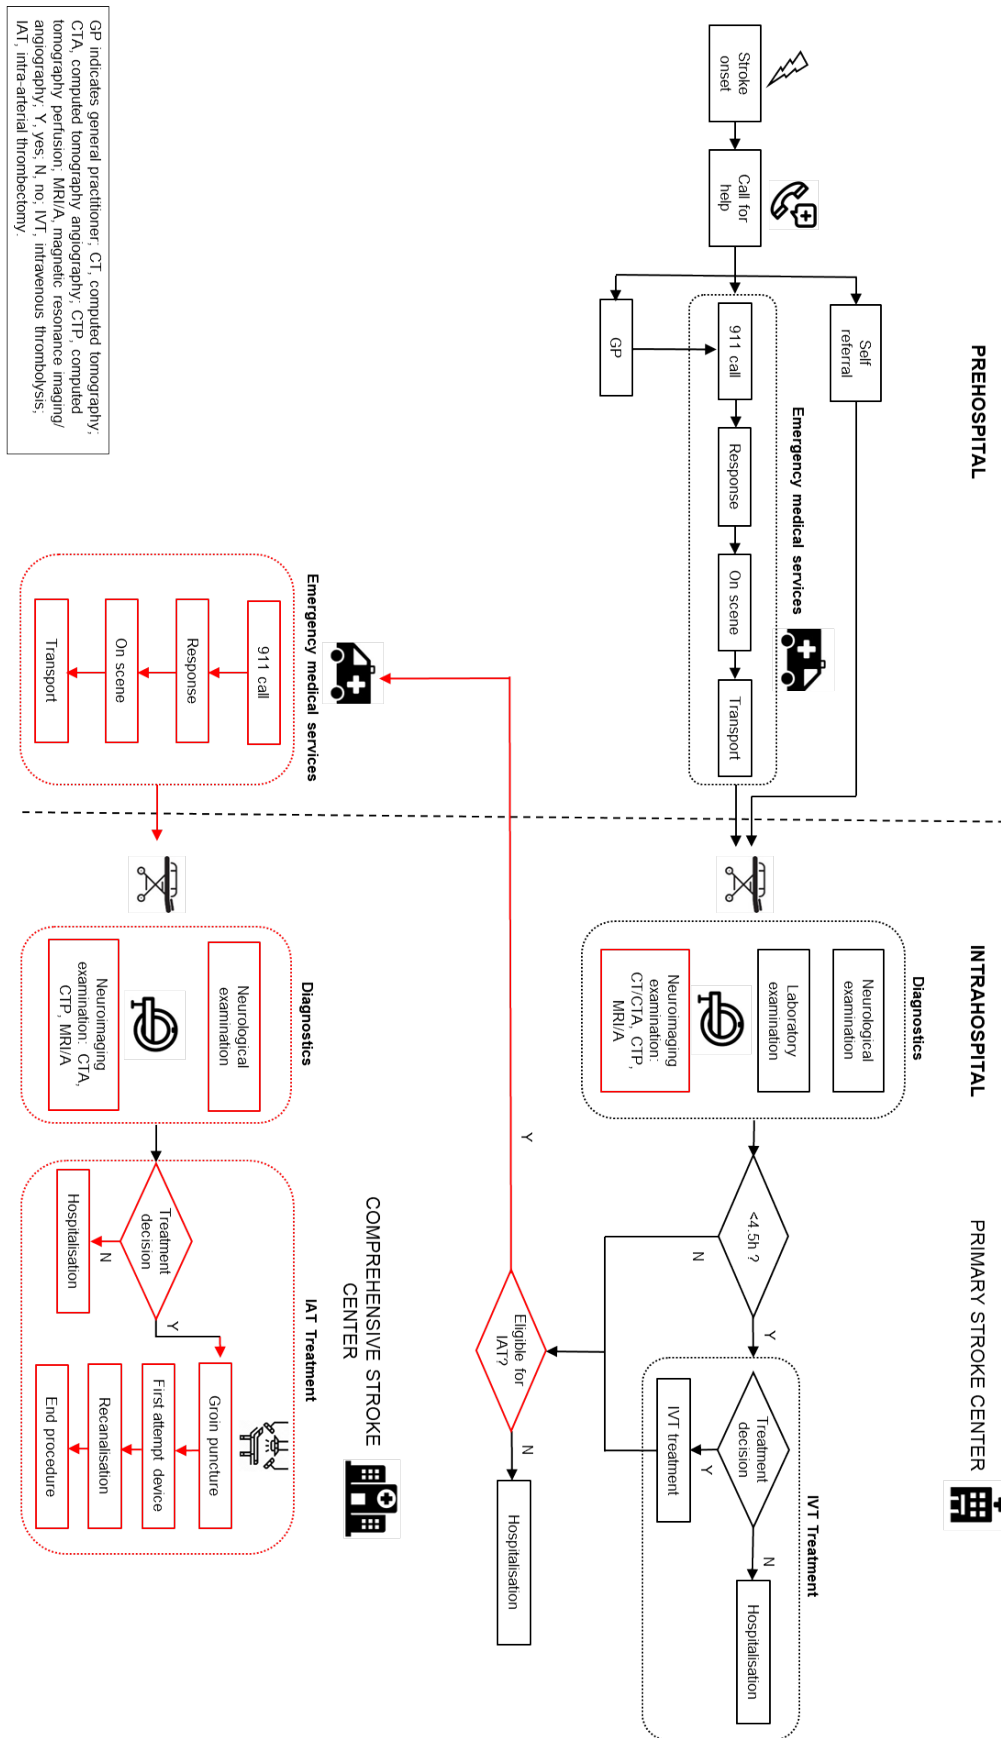 PREHOSPITAL
INTRAHOSPITAL
PRIMARY STROKE CENTER
Stroke
onset
Call for
help
Self
referral
GP
Emergency medical services
911 call
Response
On scene
Transport
Diagnostics
Neurological
examination
Laboratory
examination
Neuroimaging
examination:
CT/CTA, CTP,
MRI/A
<4.5h ?
Y
N
IVT Treatment
Treatment
decision
N
Y
Hospitalisation
IVT treatment
Eligible for
IAT?
Y
N
Hospitalisation
COMPREHENSIVE STROKE
CENTER
Emergency medical services
911 call
Response
On scene
Transport
Diagnostics
Neurological
examination
Neuroimaging
examination: CTA,
CTP, MRI/A
IAT Treatment
Treatment
decision
N
Y
Hospitalisation
Groin puncture
First attempt device
Recanalisation
End procedure
GP indicates general practitioner; CT, computed tomography;
CTA, computed tomography angiography; CTP, computed
tomography perfusion; MRI/A, magnetic resonance imaging/
angiography; Y, yes; N, no; IVT, intravenous thrombolysis;
IAT, intra-arterial thrombectomy.